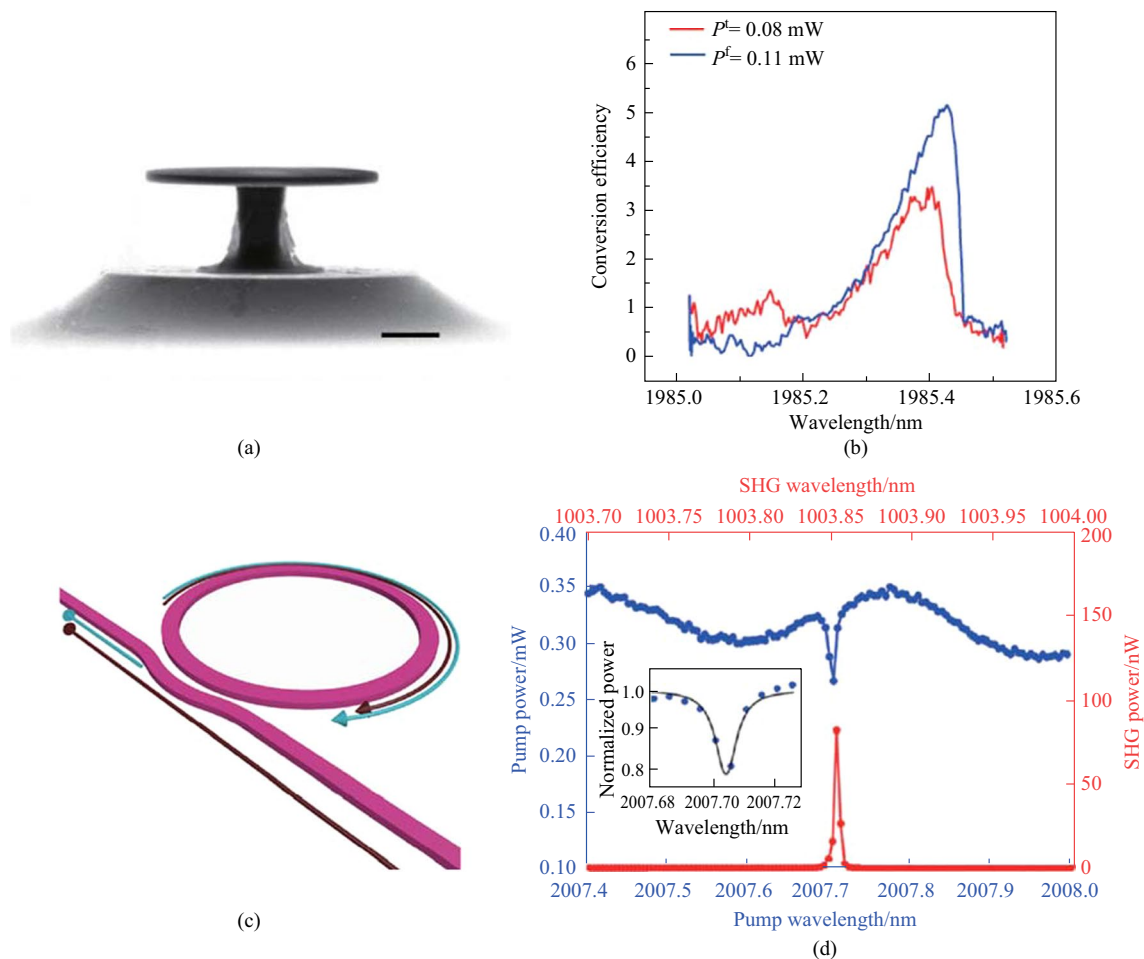 P^t = 0.08 mW
P^f = 0.11 mW
6
5
4
3
2
1
0
Conversion efficiency
1985.0 1985.2 1985.4 1985.6
Wavelength/nm
(a)
(b)
SHG wavelength/nm
1003.70 1003.75 1003.80 1003.85 1003.90 1003.95 1004.00
0.40
0.35
0.30
0.25
0.20
0.15
0.10
Pump power/mW
200
150
100
50
0
SHG power/nW
Normalized power
1.0
0.9
0.8
2007.68 2007.70 2007.72
Wavelength/nm
2007.4 2007.5 2007.6 2007.7 2007.8 2007.9 2008.0
Pump wavelength/nm
(c)
(d)